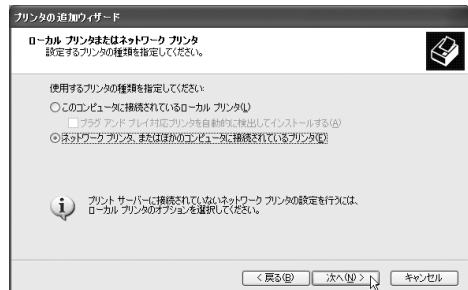 プリンタの追加ウィザード
ローカル プリンタまたはネットワーク プリンタ
設定するプリンタの種類を指定してください。
使用するプリンタの種類を指定してください:
このコンピュータに接続されているローカル プリンタ(L)
プラグ アンド プレイ対応プリンタを自動的に検出してインストールする(A)
ネットワーク プリンタ、またはほかのコンピュータに接続されているプリンタ(E)
プリント サーバーに接続されていないネットワーク プリンタの設定を行うには、
ローカル プリンタのオプションを選択してください。
< 戻る(B) 次へ(N) > キャンセル